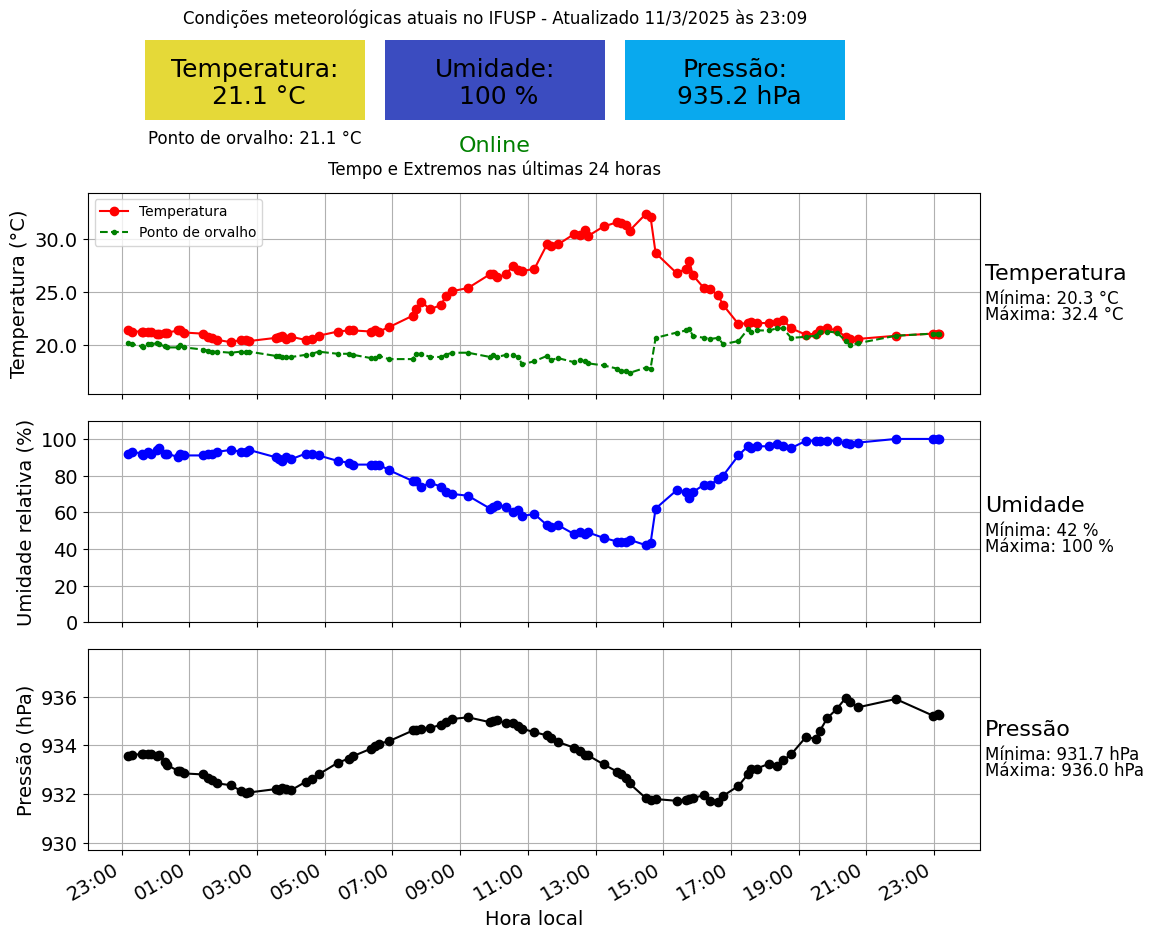 Condições meteorológicas atuais no IFUSP - Atualizado 11/3/2025 às 23:09
Temperatura:
21.1 °C
Umidade:
100 %
Pressão:
935.2 hPa
Ponto de orvalho: 21.1 °C
Online
Tempo e Extremos nas últimas 24 horas
Temperatura (°C)
30.0
25.0
20.0
Temperatura
Ponto de orvalho
Temperatura
Mínima: 20.3 °C
Máxima: 32.4 °C
Umidade relativa (%)
100
80
60
40
20
0
Umidade
Mínima: 42 %
Máxima: 100 %
Pressão (hPa)
936
934
932
930
Pressão
Mínima: 931.7 hPa
Máxima: 936.0 hPa
23:00 01:00 03:00 05:00 07:00 09:00 11:00 13:00 15:00 17:00 19:00 21:00 23:00
Hora local